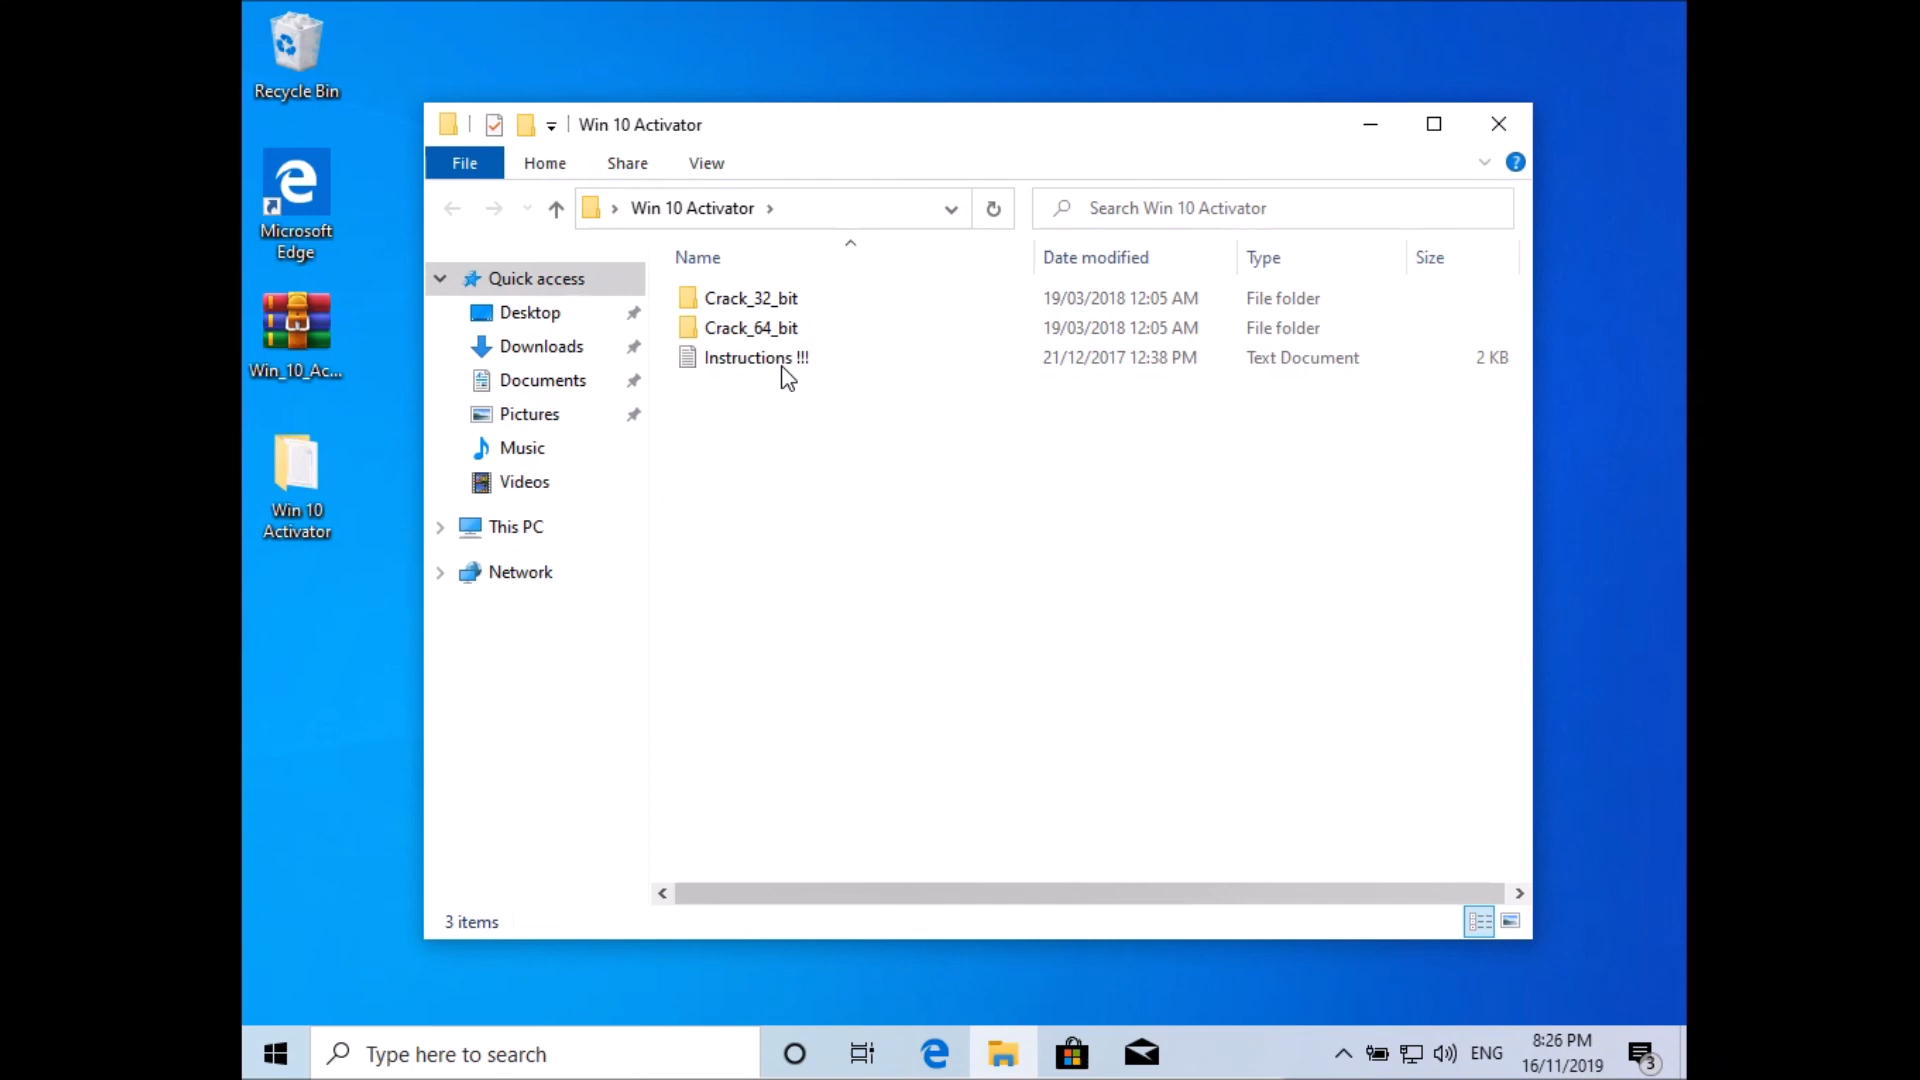 Recycle Bin
Microsoft
Edge
Win_10_Ac...
Win 10
Activator
Win 10 Activator
File Home Share View
Win 10 Activator
Search Win 10 Activator
Name Date modified Type Size
Crack_32_bit 19/03/2018 12:05 AM File folder
Crack_64_bit 19/03/2018 12:05 AM File folder
Instructions !!! 21/12/2017 12:38 PM Text Document 2 KB
Quick access
Desktop
Downloads
Documents
Pictures
Music
Videos
This PC
Network
3 items
Type here to search
ENG
8:26 PM
16/11/2019
3